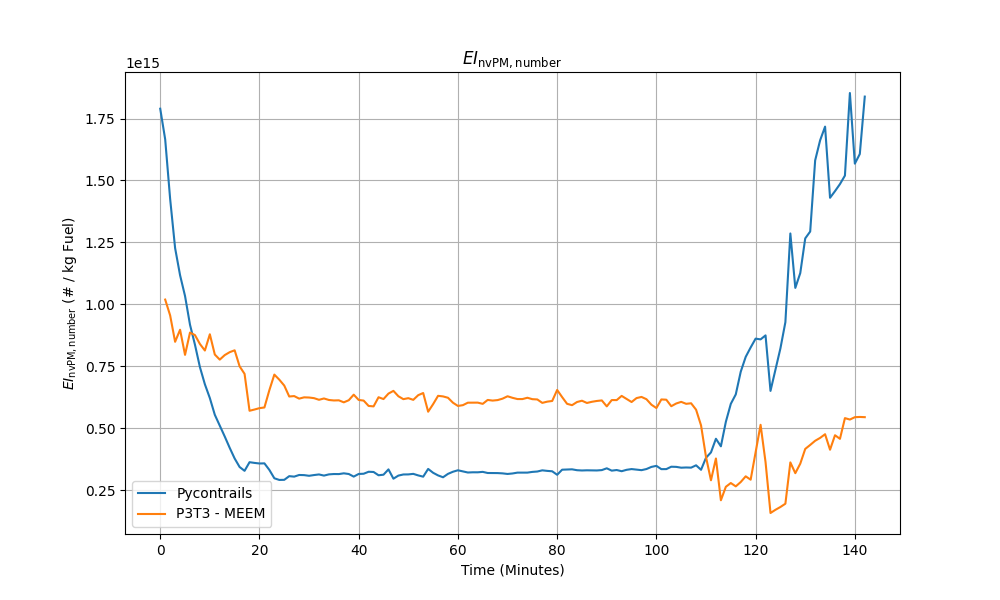 EI_nvPM, number
1e15
1.75
1.50
1.25
1.00
0.75
0.50
0.25
EI_nvPM, number (# / kg Fuel)
Pycontrails
P3T3 - MEEM
0 20 40 60 80 100 120 140
Time (Minutes)